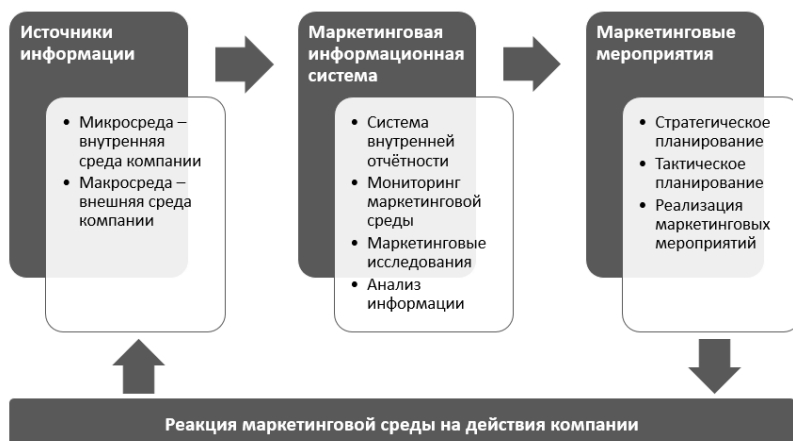 Источники
информации
• Микросреда –
внутренняя
среда компании
• Макросреда –
внешняя среда
компании
Маркетинговая
информационная
система
• Система
внутренней
отчётности
• Мониторинг
маркетинговой
среды
• Маркетинговые
исследования
• Анализ
информации
Маркетинговые
мероприятия
• Стратегическое
планирование
• Тактическое
планирование
• Реализация
маркетинговых
мероприятий
Реакция маркетинговой среды на действия компании